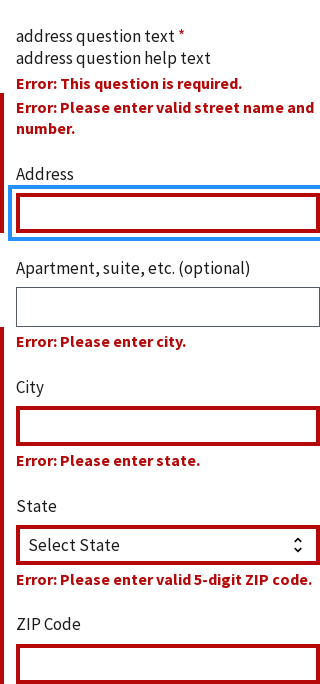 address question text *
address question help text
Error: This question is required.
Error: Please enter valid street name and
number.
Address
Apartment, suite, etc. (optional)
Error: Please enter city.
City
Error: Please enter state.
State
Select State
Error: Please enter valid 5-digit ZIP code.
ZIP Code